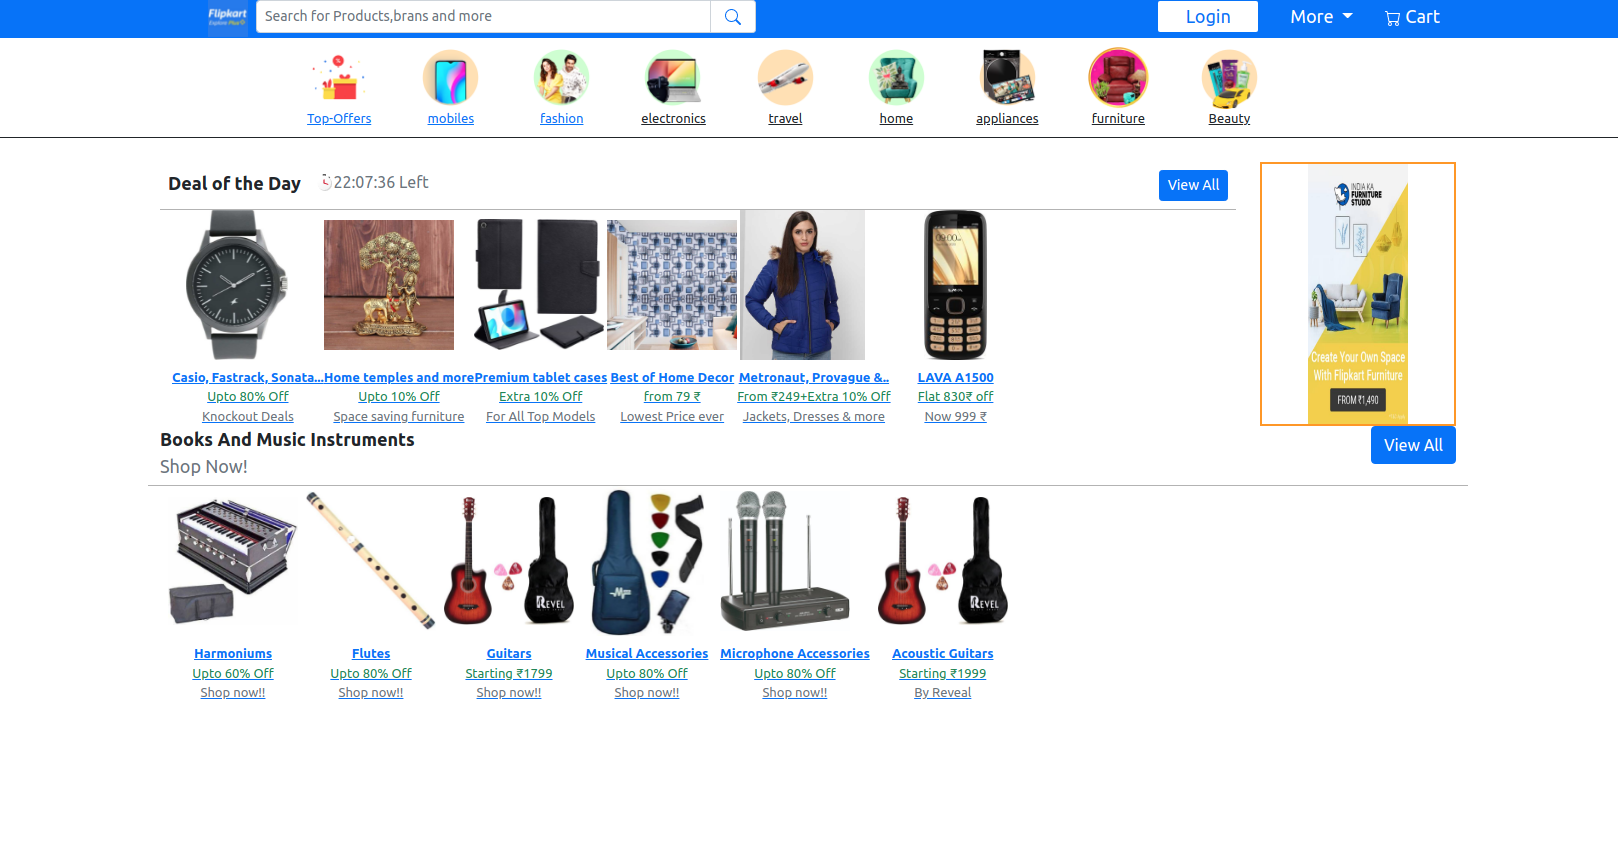 Flipkart
Explore Plus
Search for Products,brans and more
Login
More
Cart
Top-Offers
mobiles
fashion
electronics
travel
home
appliances
furniture
Beauty
Deal of the Day
22:07:36 Left
View All
INDIA KA
FURNITURE
STUDIO
Create Your Own Space
With Flipkart Furniture
FROM ₹1,490
Casio, Fastrack, Sonata...
Upto 80% Off
Knockout Deals
Home temples and more
Upto 10% Off
Space saving furniture
Premium tablet cases
Extra 10% Off
For All Top Models
Best of Home Decor
from 79 ₹
Lowest Price ever
Metronaut, Provague &..
From ₹249+Extra 10% Off
Jackets, Dresses & more
09:00
LAVA
LAVA A1500
Flat 830₹ off
Now 999 ₹
Books And Music Instruments
Shop Now!
View All
Harmoniums
Upto 60% Off
Shop now!!
Flutes
Upto 80% Off
Shop now!!
REVEL
Guitars
Starting ₹1799
Shop now!!
Musical Accessories
Upto 80% Off
Shop now!!
Microphone Accessories
Upto 80% Off
Shop now!!
REVEL
Acoustic Guitars
Starting ₹1999
By Reveal